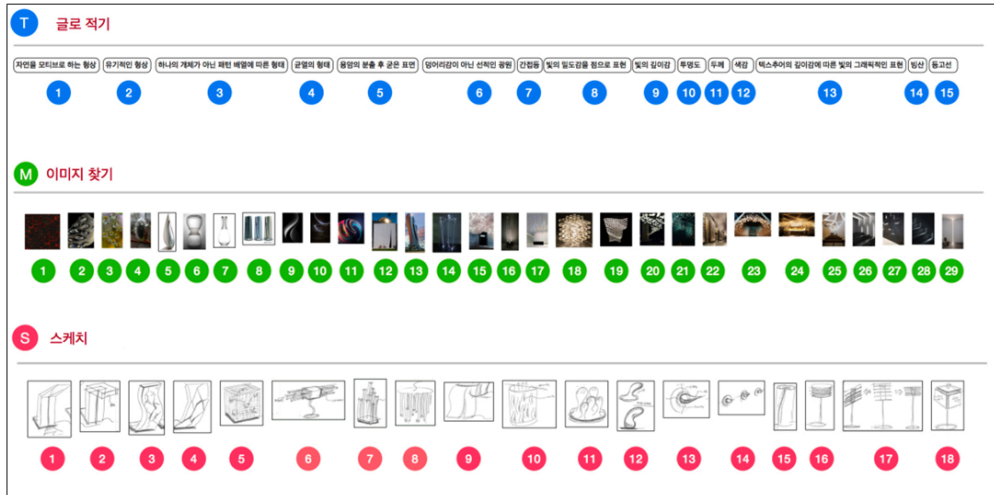 T 글로 적기
자연을 모티브로 하는 형상 유기적인 형상 하나의 개체가 아닌 패턴 배열에 따른 형태 균열의 형태 용암의 분출 후 굳은 표면 덩어리감이 아닌 선적인 광원 간접등 빛의 밀도감을 점으로 표현 빛의 깊이감 투명도 두께 색감 텍스추어의 깊이감에 따른 빛의 그래픽적인 표현 빙산 등고선
1 2 3 4 5 6 7 8 9 10 11 12 13 14 15
M 이미지 찾기
1 2 3 4 5 6 7 8 9 10 11 12 13 14 15 16 17 18 19 20 21 22 23 24 25 26 27 28 29
S 스케치
1 2 3 4 5 6 7 8 9 10 11 12 13 14 15 16 17 18